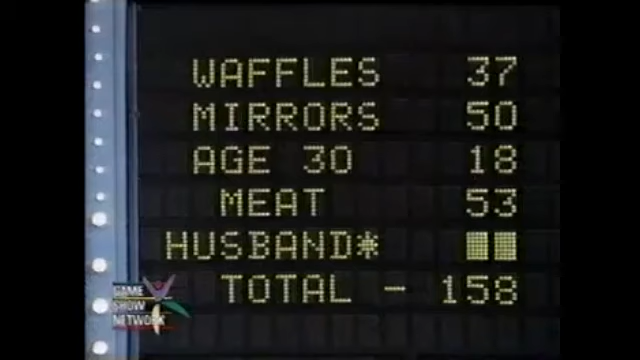 WAFFLES 37
MIRRORS 50
AGE 30 18
MEAT 53
HUSBAND*
TOTAL - 158
GAME
SHOW
NETWORK